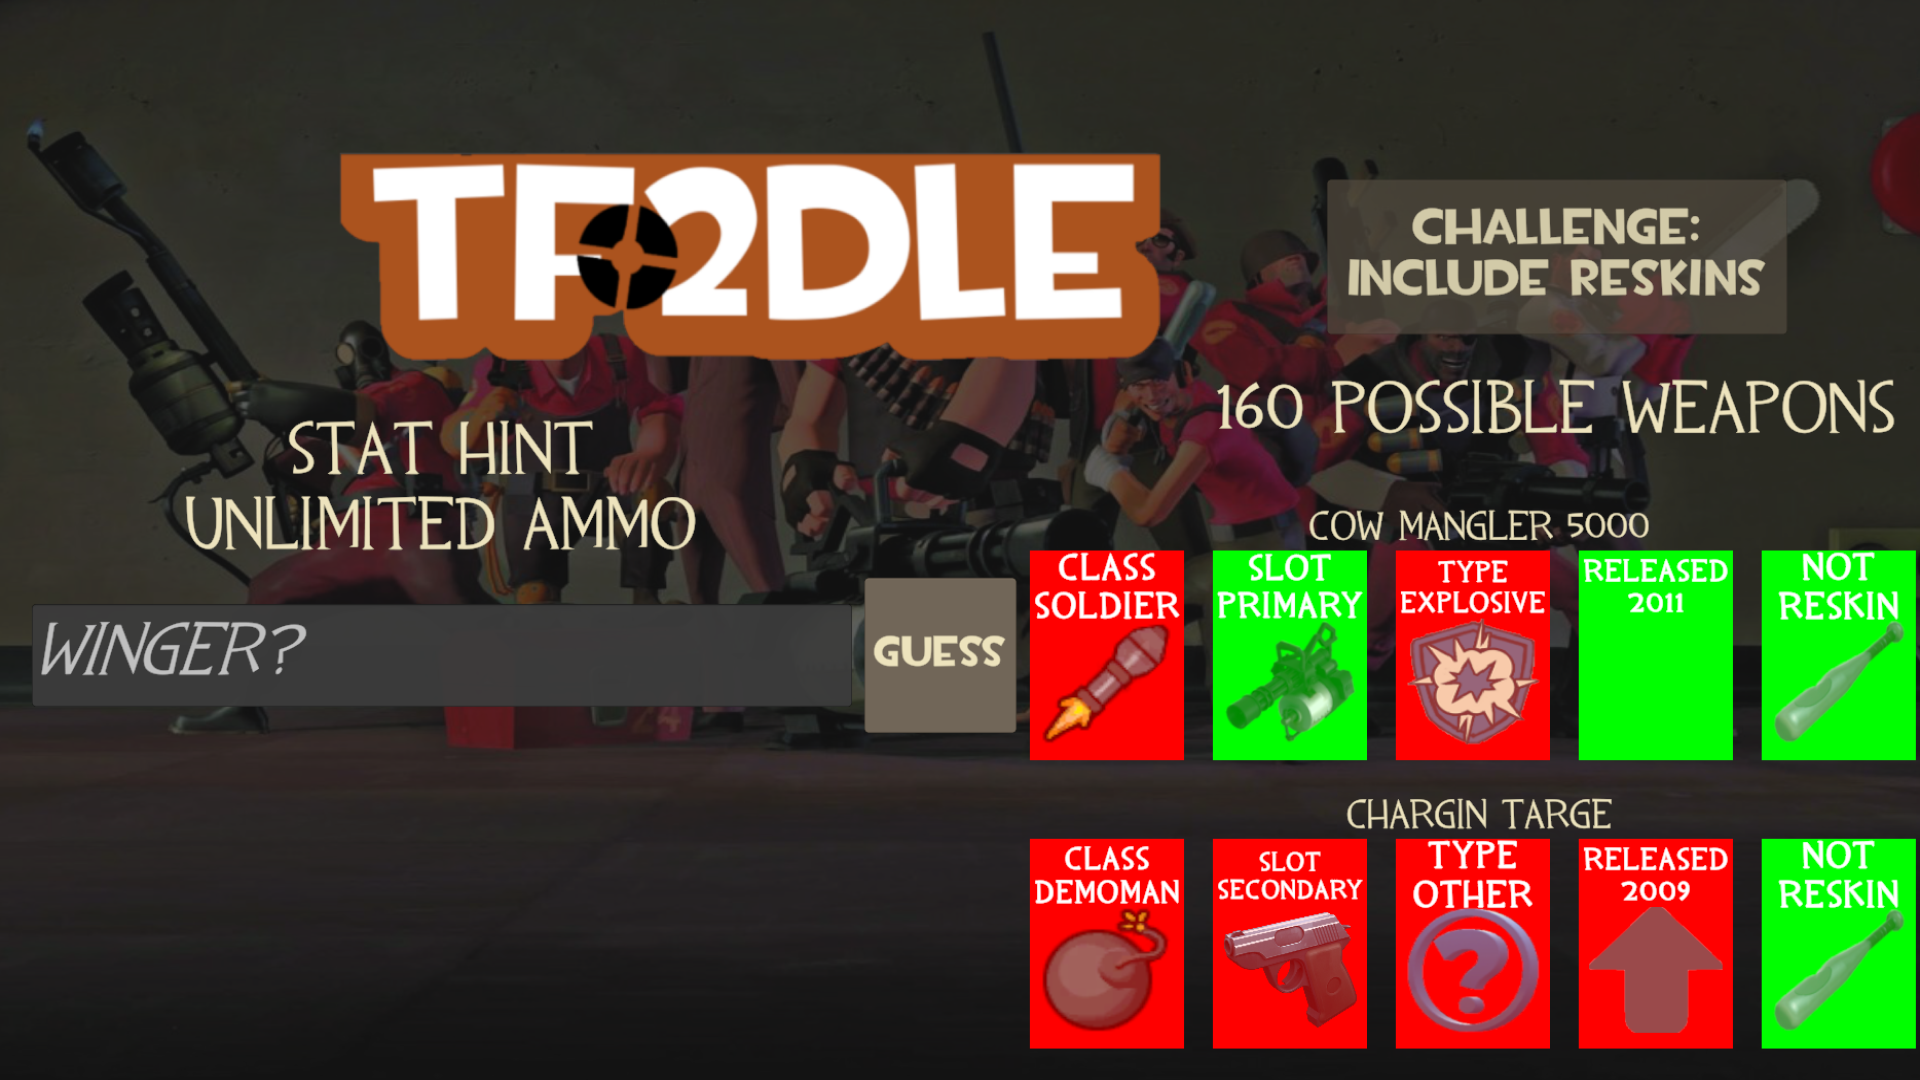 TF2DLE
CHALLENGE:
INCLUDE RESKINS
160 POSSIBLE WEAPONS
STAT HINT
UNLIMITED AMMO
WINGER?
GUESS
COW MANGLER 5000
CLASS
SOLDIER
SLOT
PRIMARY
TYPE
EXPLOSIVE
RELEASED
2011
NOT
RESKIN
CHARGIN TARGE
CLASS
DEMOMAN
SLOT
SECONDARY
TYPE
OTHER
RELEASED
2009
NOT
RESKIN